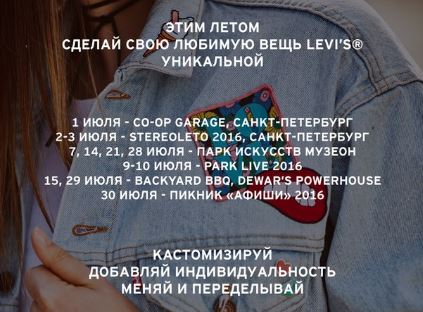 ЭТИМ ЛЕТОМ
СДЕЛАЙ СВОЮ ЛЮБИМУЮ ВЕЩЬ LEVI'S®
УНИКАЛЬНОЙ
1 ИЮЛЯ - CO-OP GARAGE, САНКТ-ПЕТЕРБУРГ
2-3 ИЮЛЯ - STEREOLETO 2016, САНКТ-ПЕТЕРБУРГ
7, 14, 21, 28 ИЮЛЯ - ПАРК ИСКУССТВ МУЗЕОН
9-10 ИЮЛЯ - PARK LIVE 2016
15, 29 ИЮЛЯ - BACKYARD BBQ, DEWAR'S POWERHOUSE
30 ИЮЛЯ - ПИКНИК «АФИШИ» 2016
КАСТОМИЗИРУЙ
ДОБАВЛЯЙ ИНДИВИДУАЛЬНОСТЬ
МЕНЯЙ И ПЕРЕДЕЛЫВАЙ